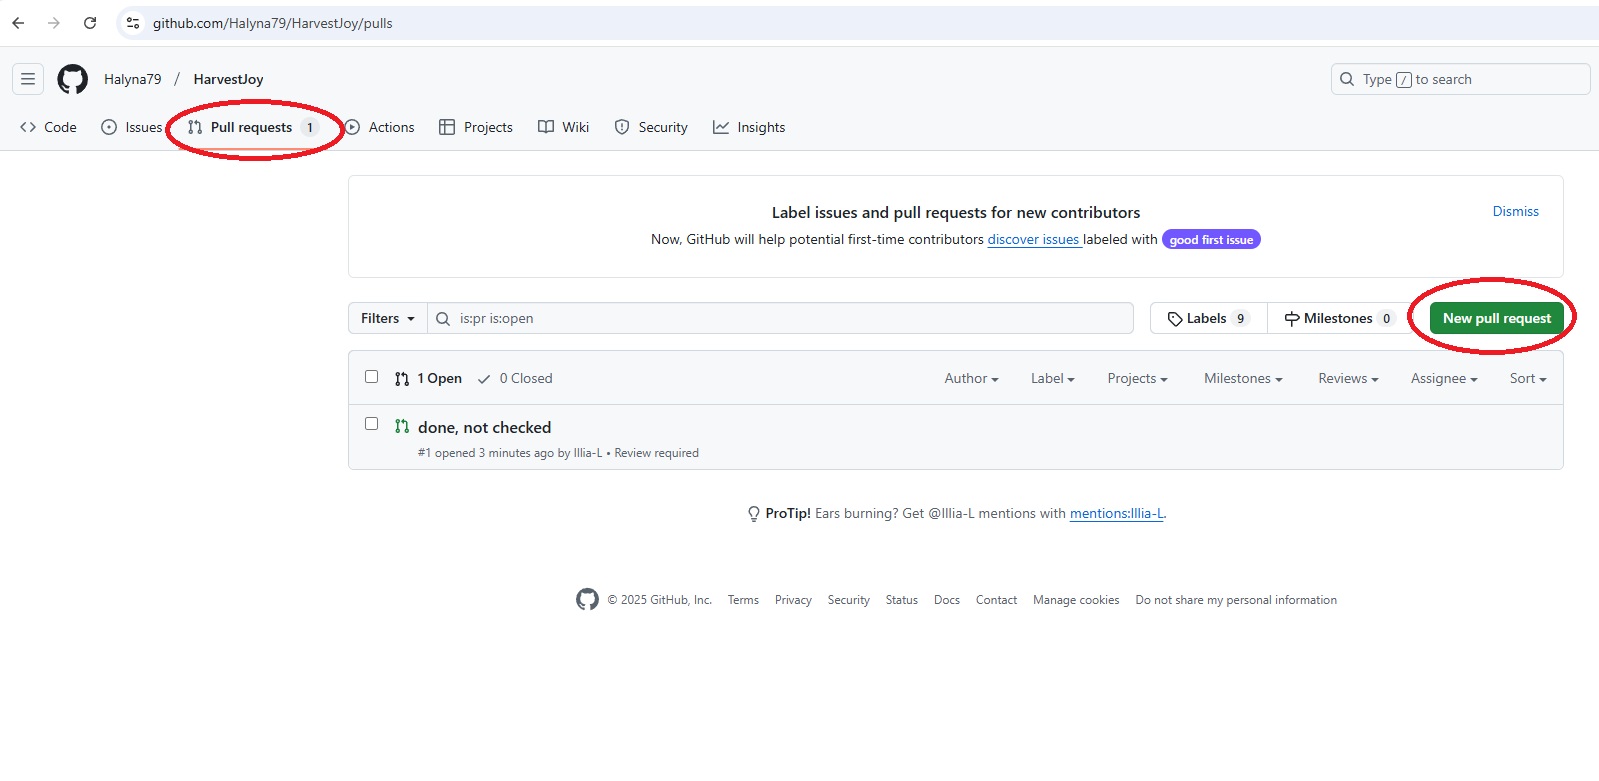 github.com/Halyna79/HarvestJoy/pulls
Halyna79 / HarvestJoy
Type / to search
Code Issues Pull requests 1 Actions Projects Wiki Security Insights
Label issues and pull requests for new contributors
Dismiss
Now, GitHub will help potential first-time contributors discover issues labeled with good first issue
Filters is:pr is:open Labels 9 Milestones 0 New pull request
1 Open 0 Closed Author Label Projects Milestones Reviews Assignee Sort
done, not checked
#1 opened 3 minutes ago by Illia-L • Review required
ProTip! Ears burning? Get @Illia-L mentions with mentions:Illia-L.
© 2025 GitHub, Inc. Terms Privacy Security Status Docs Contact Manage cookies Do not share my personal information